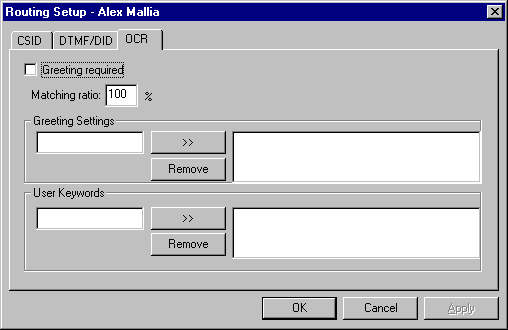 Routing Setup - Alex Mallia
CSID DTMF/DID OCR
Greeting required
Matching ratio: 100 %
Greeting Settings
>>
Remove
User Keywords
>>
Remove
OK Cancel Apply